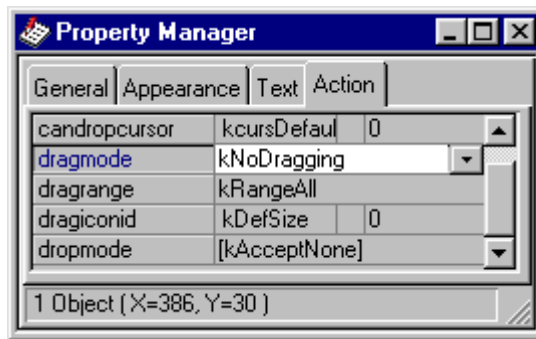 Property Manager
General Appearance Text Action
candropcursor kcursDefaul 0
dragmode kNoDragging
dragrange kRangeAll
dragiconid kDefSize 0
dropmode [kAcceptNone]
1 Object ( X=386, Y=30 )